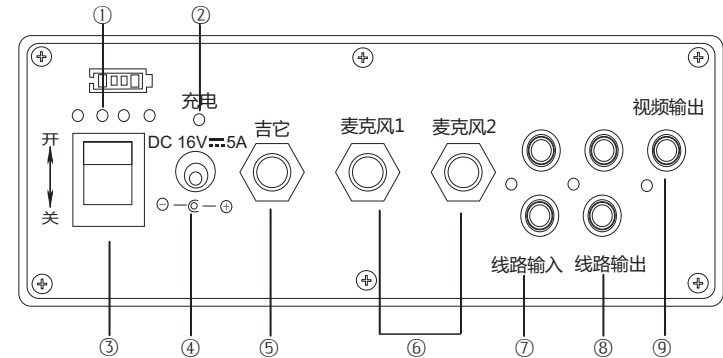 ① ②
充电
视频输出
开 DC 16V⎓5A 吉它 麦克风1 麦克风2
关
线路输入 线路输出
③ ④ ⑤ ⑥ ⑦ ⑧ ⑨